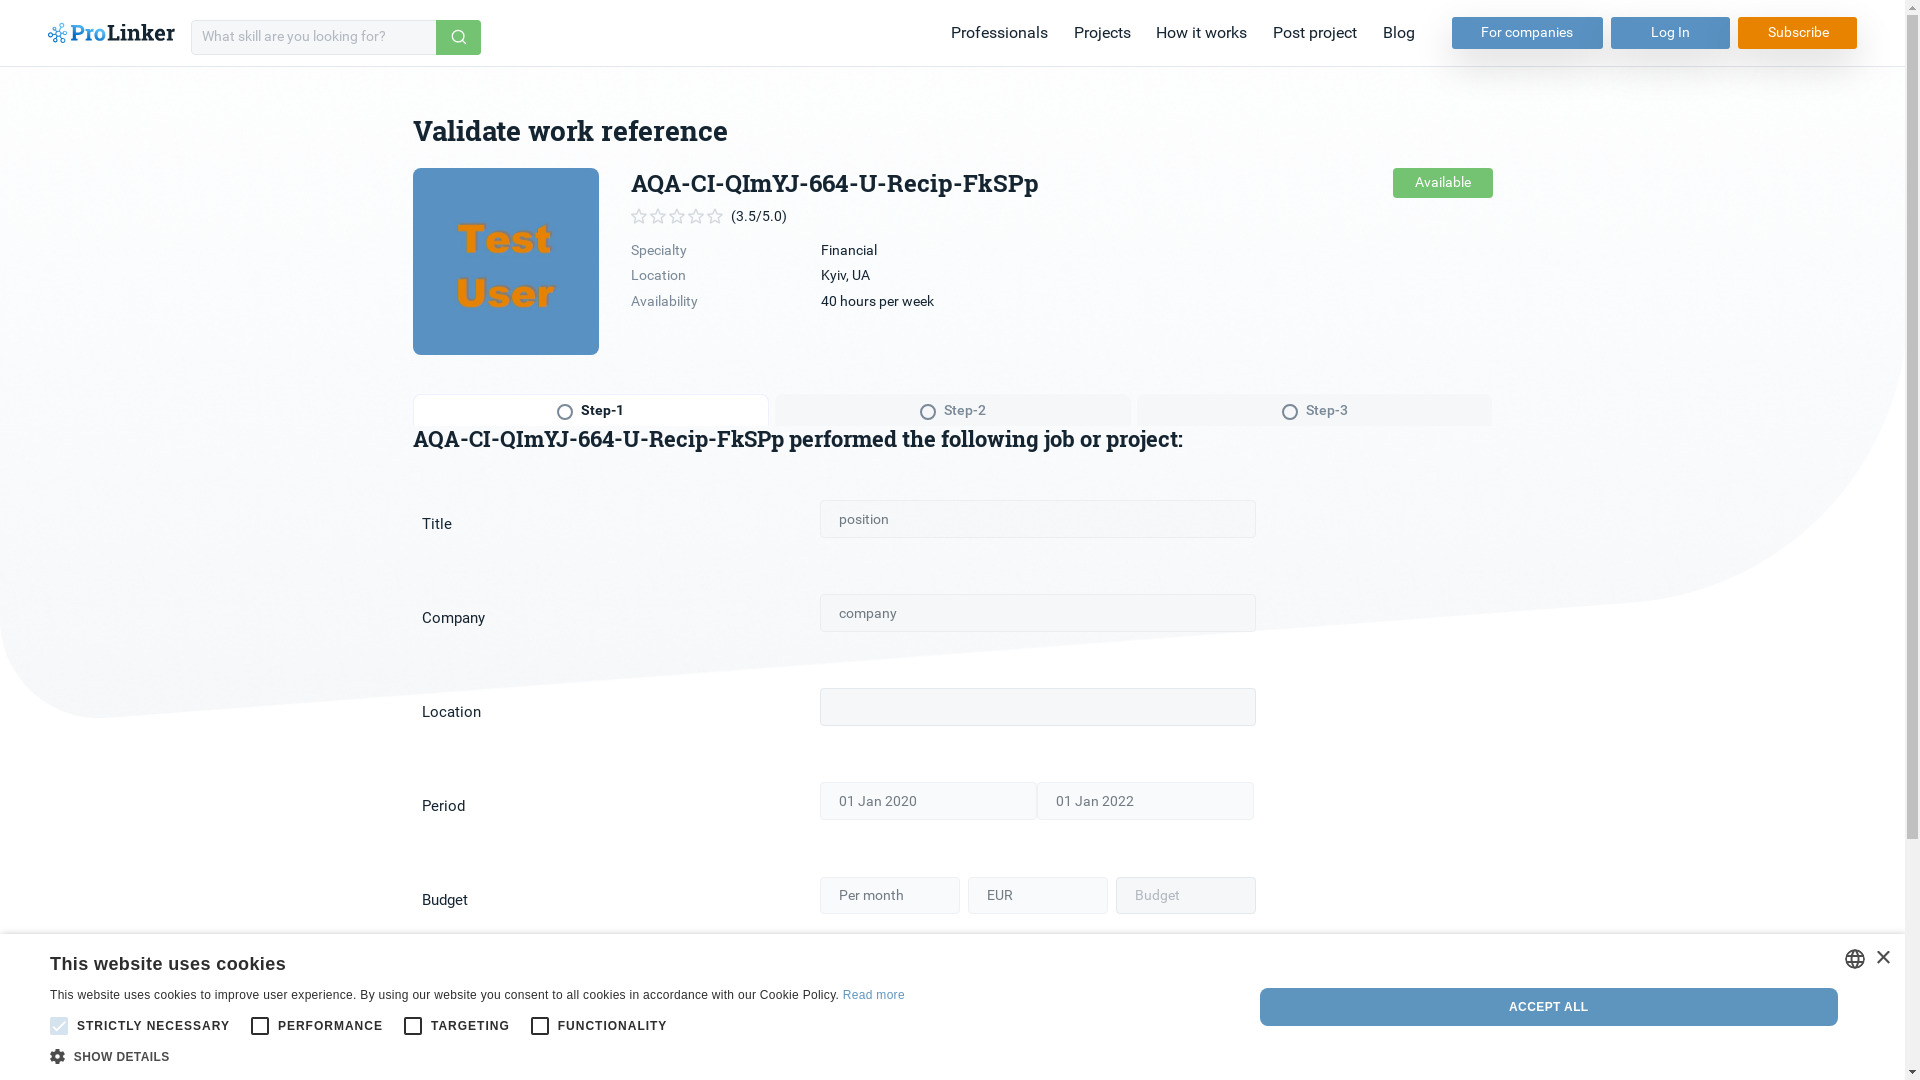 ProLinker
What skill are you looking for?
Professionals Projects How it works Post project Blog For companies Log In Subscribe
Validate work reference
Test
User
AQA-CI-QImYJ-664-U-Recip-FkSPp
Available
(3.5/5.0)
Specialty Financial
Location Kyiv, UA
Availability 40 hours per week
Step-1 Step-2 Step-3
AQA-CI-QImYJ-664-U-Recip-FkSPp performed the following job or project:
Title position
Company company
Location
Period 01 Jan 2020 01 Jan 2022
Budget Per month EUR Budget
This website uses cookies
This website uses cookies to improve user experience. By using our website you consent to all cookies in accordance with our Cookie Policy. Read more
STRICTLY NECESSARY PERFORMANCE TARGETING FUNCTIONALITY
SHOW DETAILS
ACCEPT ALL